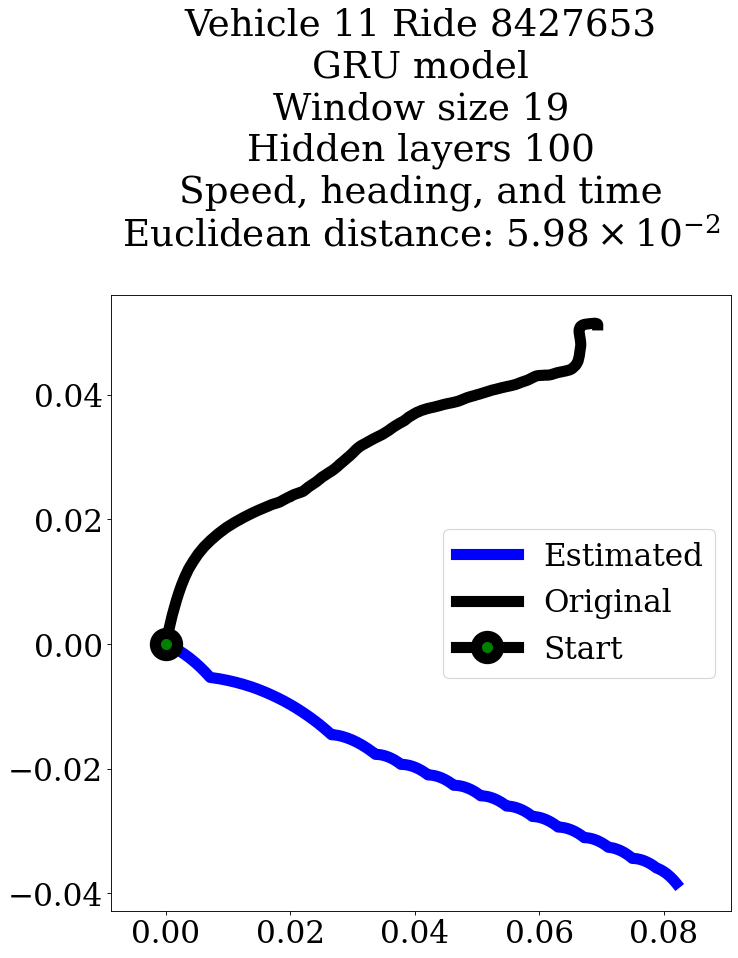 Vehicle 11 Ride 8427653
GRU model
Window size 19
Hidden layers 100
Speed, heading, and time
Euclidean distance: 5.98 × 10⁻²
0.04
0.02
0.00
−0.02
−0.04
Estimated
Original
Start
0.00 0.02 0.04 0.06 0.08